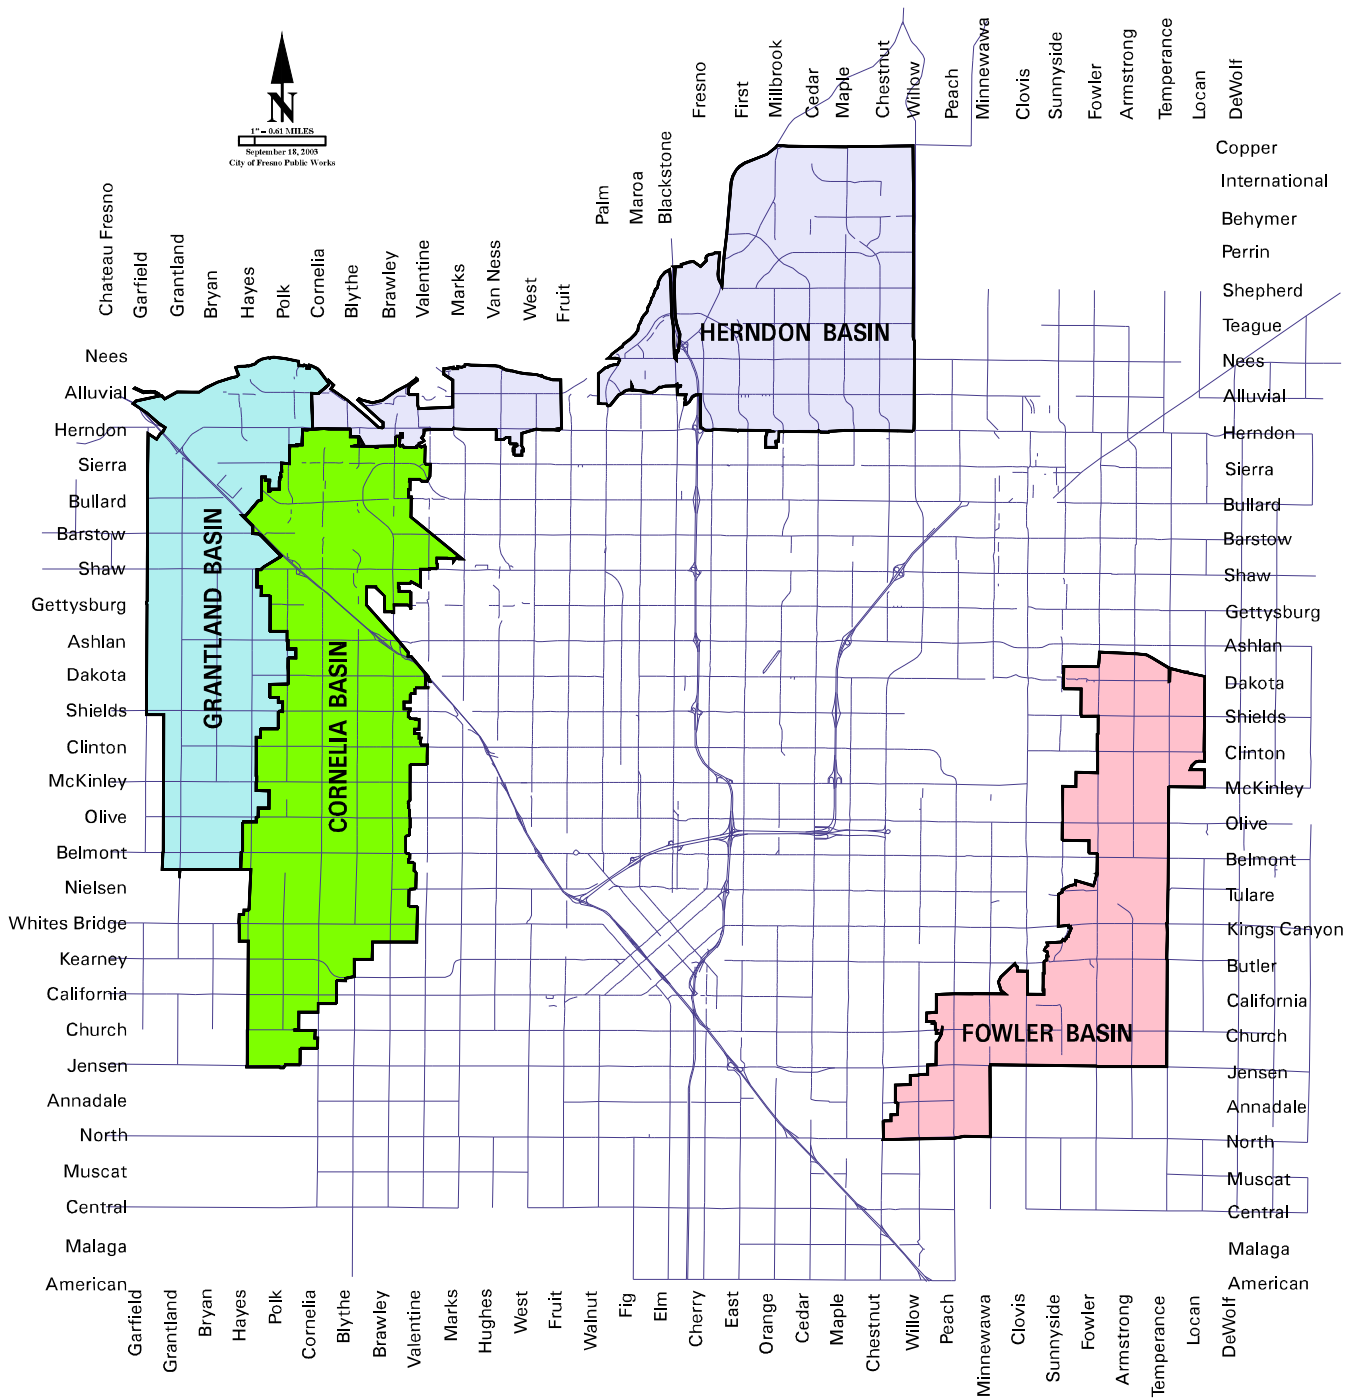 N
1" = 0.61 MILES
September 18, 2003
City of Fresno Public Works
Fresno
First
Millbrook
Cedar
Maple
Chestnut
Willow
Peach
Minnewawa
Clovis
Sunnyside
Fowler
Armstrong
Temperance
Locan
DeWolf
Palm
Maroa
Blackstone
Chateau Fresno
Garfield
Grantland
Bryan
Hayes
Polk
Cornelia
Blythe
Brawley
Valentine
Marks
Van Ness
West
Fruit
Nees
Alluvial
Herndon
Sierra
Bullard
Barstow
Shaw
Gettysburg
Ashlan
Dakota
Shields
Clinton
McKinley
Olive
Belmont
Nielsen
Whites Bridge
Kearney
California
Church
Jensen
Annadale
North
Muscat
Central
Malaga
American
HERNDON BASIN
GRANTLAND BASIN
CORNELIA BASIN
FOWLER BASIN
Copper
International
Behymer
Perrin
Shepherd
Teague
Nees
Alluvial
Herndon
Sierra
Bullard
Barstow
Shaw
Gettysburg
Ashlan
Dakota
Shields
Clinton
McKinley
Olive
Belmont
Tulare
Kings Canyon
Butler
California
Church
Jensen
Annadale
North
Muscat
Central
Malaga
American
Garfield
Grantland
Bryan
Hayes
Polk
Cornelia
Blythe
Brawley
Valentine
Marks
Hughes
West
Fruit
Walnut
Fig
Elm
Cherry
East
Orange
Cedar
Maple
Chestnut
Willow
Peach
Minnewawa
Clovis
Sunnyside
Fowler
Armstrong
Temperance
Locan
DeWolf